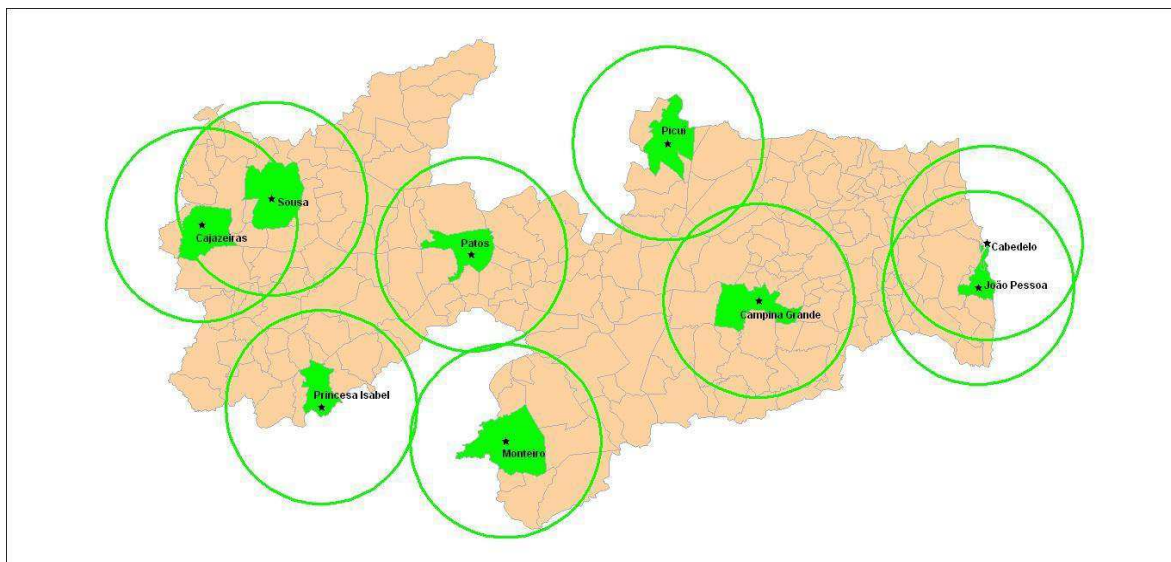 Picuí
Sousa
Cajazeiras
Patos
Cabedelo
João Pessoa
Campina Grande
Princesa Isabel
Monteiro